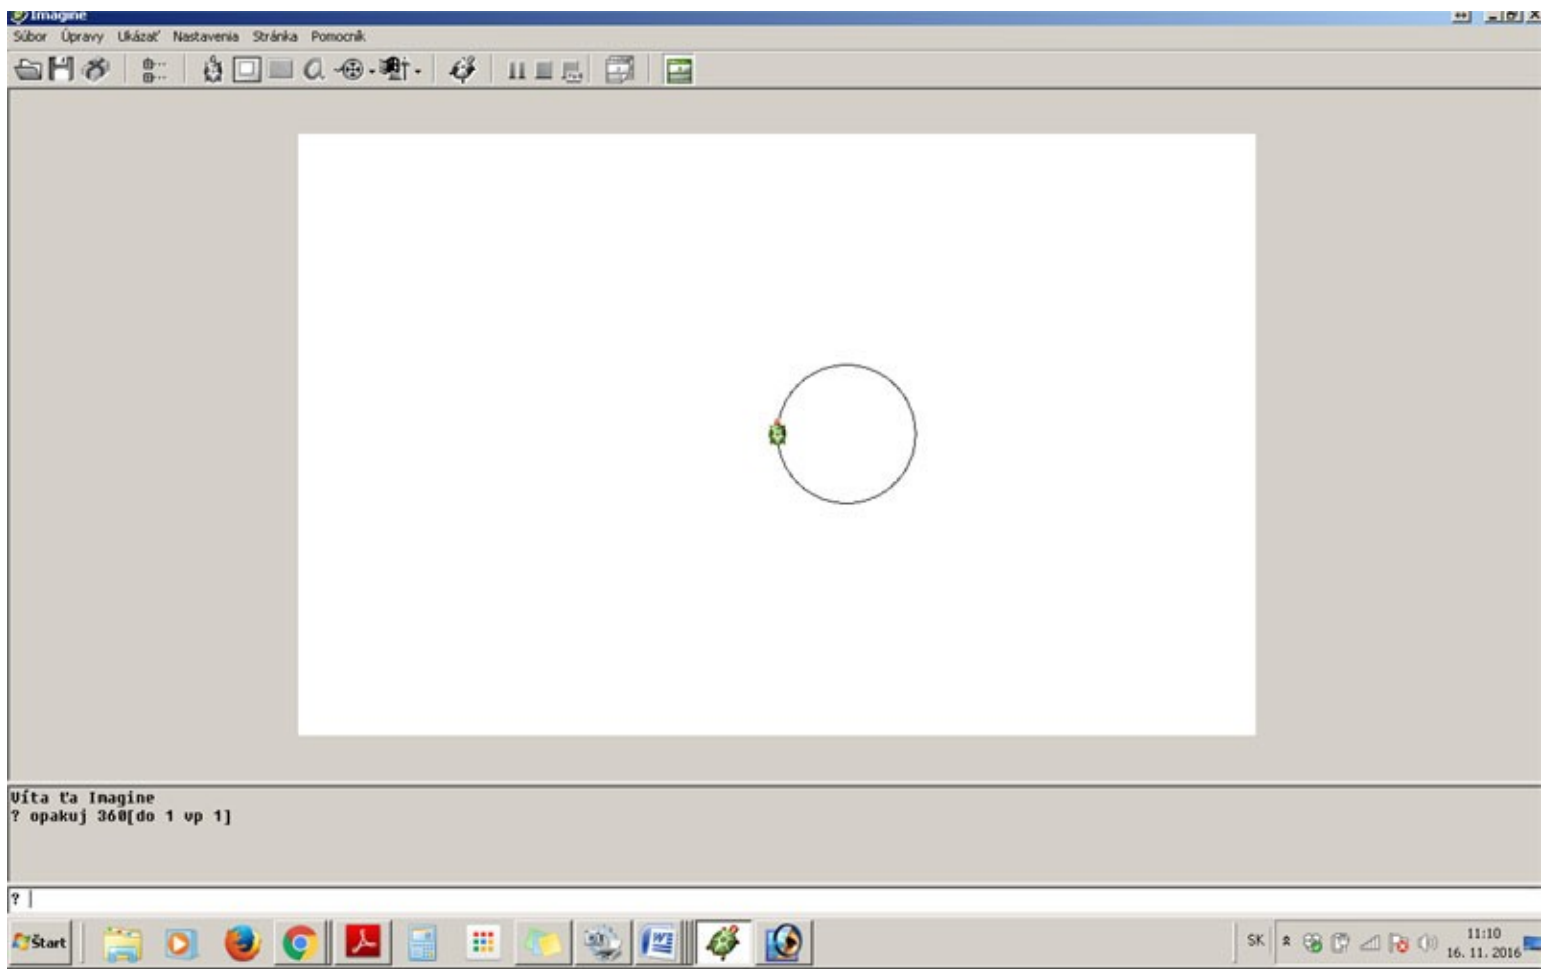 Imagine
Súbor Úpravy Ukázať Nastavenia Stránka Pomocník
Víta ťa Imagine
? opakuj 360[do 1 vp 1]
?
Štart
SK
11:10
16. 11. 2016